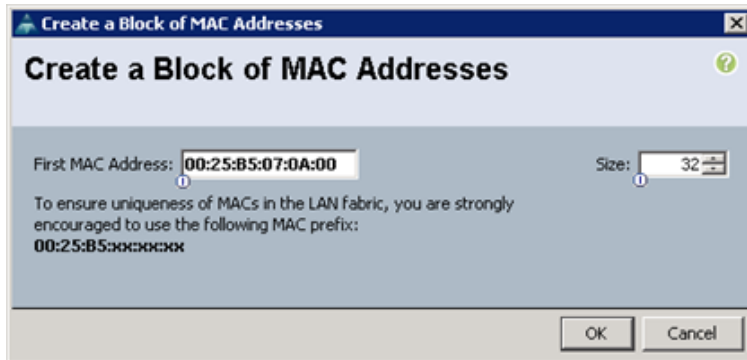 Create a Block of MAC Addresses
Create a Block of MAC Addresses
First MAC Address: 00:25:B5:07:0A:00 Size: 32
To ensure uniqueness of MACs in the LAN fabric, you are strongly
encouraged to use the following MAC prefix:
00:25:B5:xx:xx:xx
OK Cancel